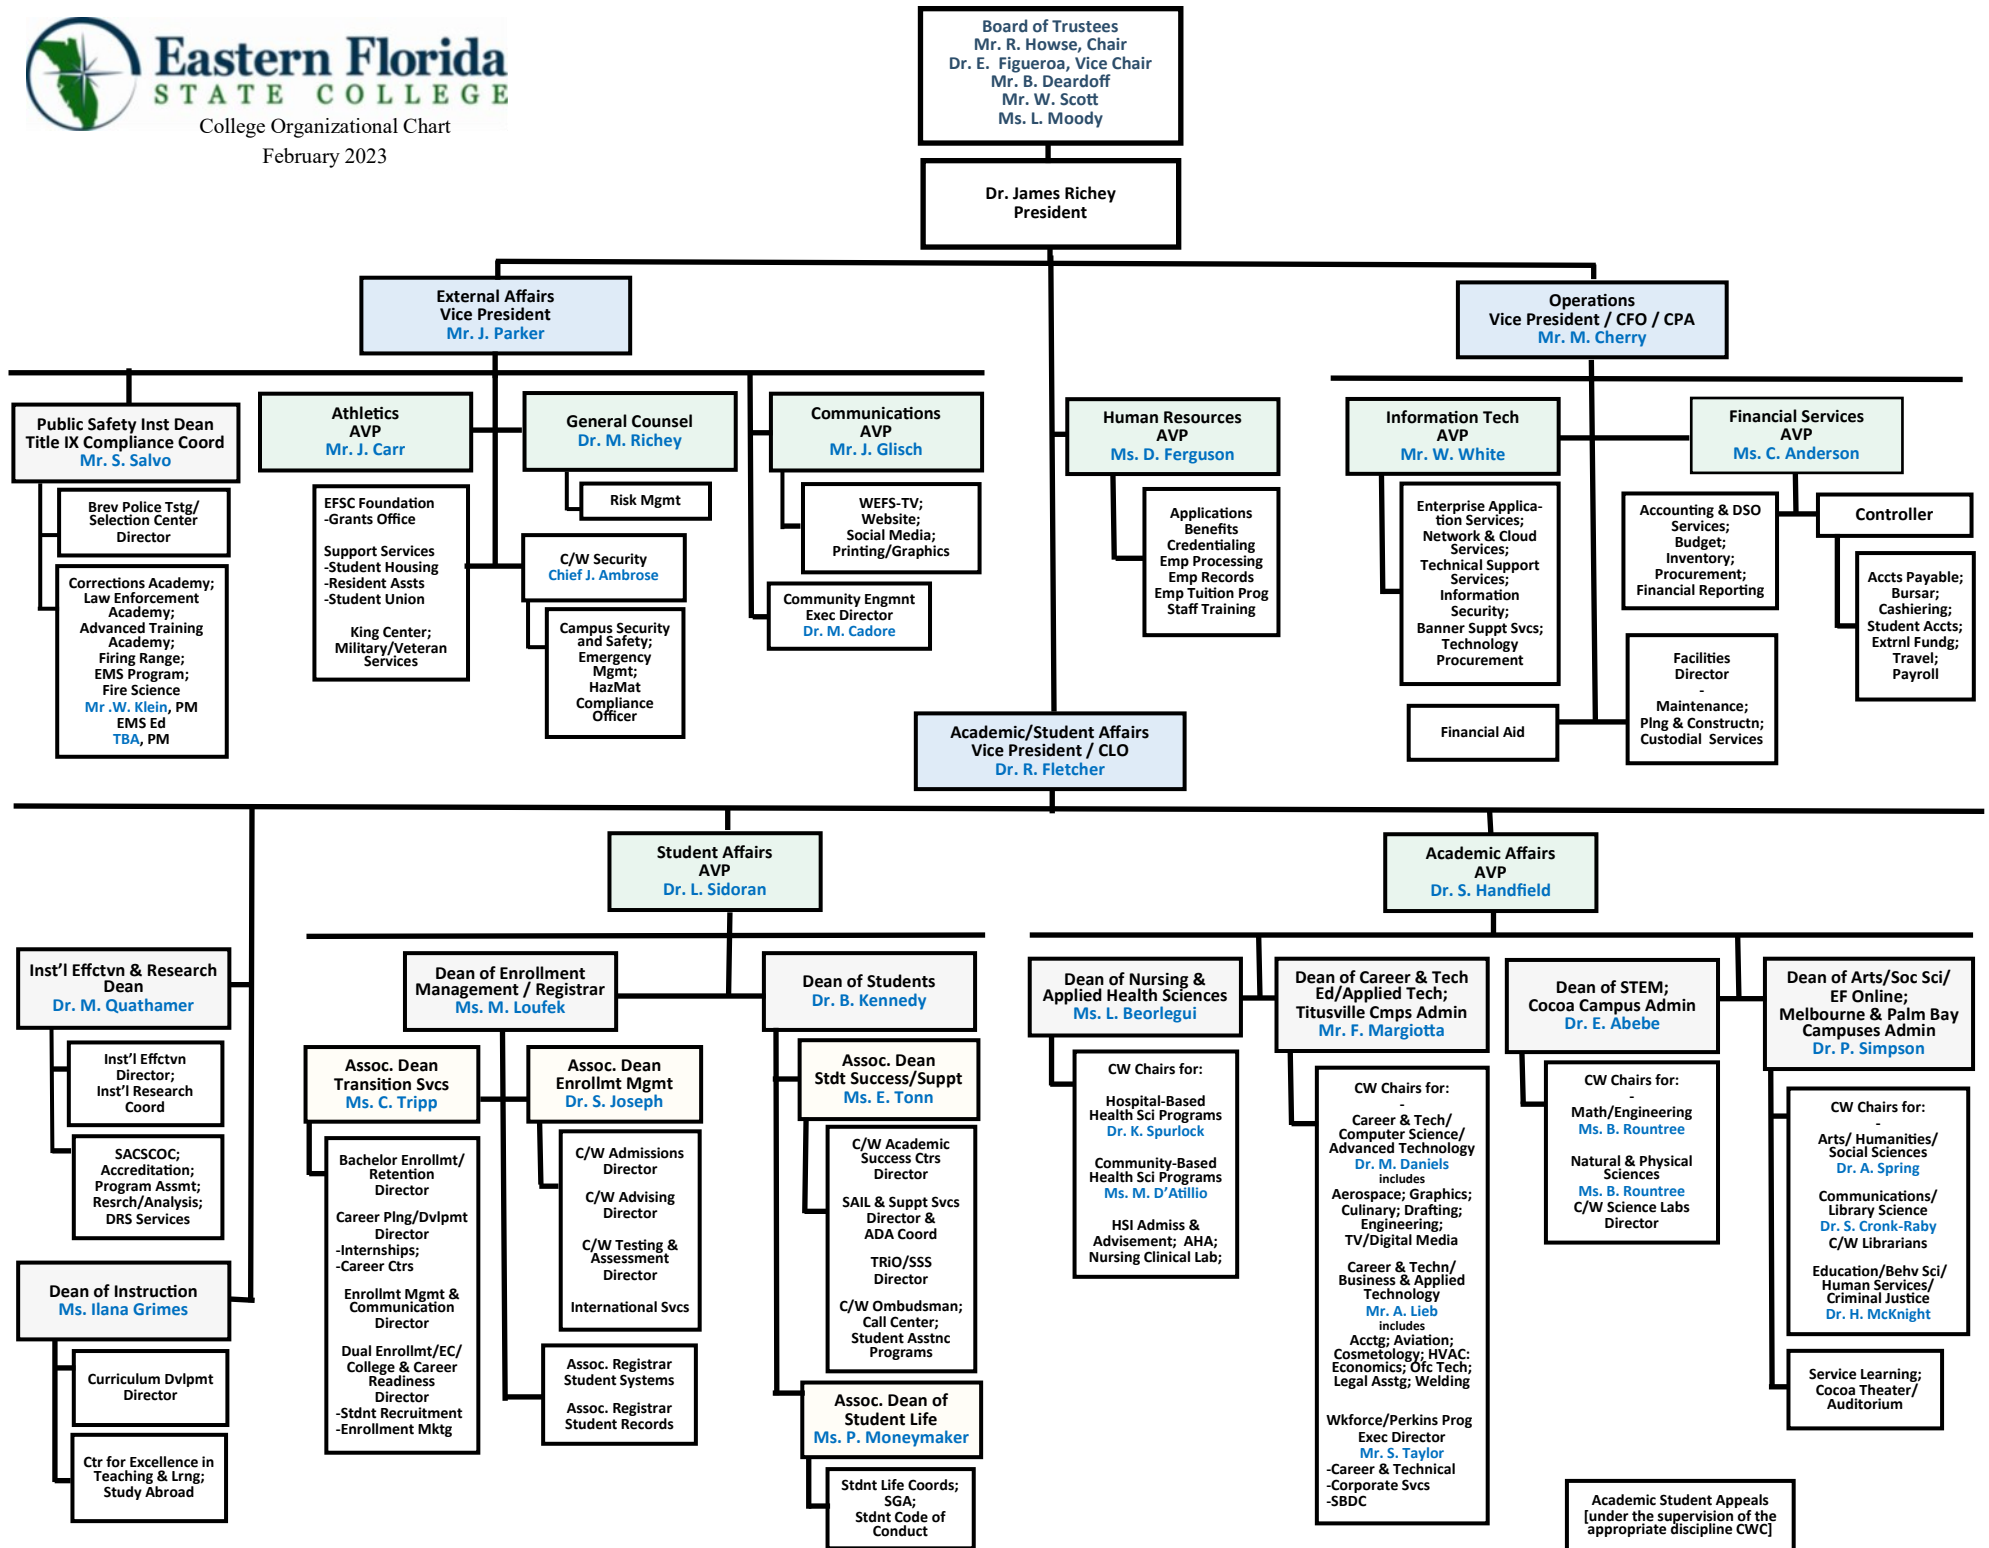 Eastern Florida
STATE COLLEGE
College Organizational Chart
February 2023
Board of Trustees
Mr. R. Howse, Chair
Dr. E.  Figueroa, Vice Chair
Mr. B. Deardoff
Mr. W. Scott
Ms. L. Moody
Dr. James Richey
President
External Affairs
Vice President
Mr. J. Parker
Operations
Vice President / CFO / CPA
Mr. M. Cherry
Public Safety Inst Dean
Title IX Compliance Coord
Mr. S. Salvo
Brev Police Tstg/
Selection Center
Director
Corrections Academy;
Law Enforcement
Academy;
Advanced Training
Academy;
Firing Range;
EMS Program;
Fire Science
Mr .W. Klein, PM
EMS Ed
TBA, PM
Athletics
AVP
Mr. J. Carr
EFSC Foundation
-Grants Office
Support Services
-Student Housing
-Resident Assts
-Student Union
King Center;
Military/Veteran
Services
General Counsel
Dr. M. Richey
Risk Mgmt
C/W Security
Chief J. Ambrose
Campus Security
and Safety;
Emergency
Mgmt;
HazMat
Compliance
Officer
Communications
AVP
Mr. J. Glisch
WEFS-TV;
Website;
Social Media;
Printing/Graphics
Community Engmnt
Exec Director
Dr. M. Cadore
Human Resources
AVP
Ms. D. Ferguson
Applications
Benefits
Credentialing
Emp Processing
Emp Records
Emp Tuition Prog
Staff Training
Information Tech
AVP
Mr. W. White
Enterprise Applica-
tion Services;
Network & Cloud
Services;
Technical Support
Services;
Information
Security;
Banner Suppt Svcs;
Technology
Procurement
Financial Services
AVP
Ms. C. Anderson
Accounting & DSO
Services;
Budget;
Inventory;
Procurement;
Financial Reporting
Controller
Accts Payable;
Bursar;
Cashiering;
Student Accts;
Extrnl Fundg;
Travel;
Payroll
Financial Aid
Facilities
Director
-
Maintenance;
Plng & Constructn;
Custodial  Services
Academic/Student Affairs
Vice President / CLO
Dr. R. Fletcher
Student Affairs
AVP
Dr. L. Sidoran
Academic Affairs
AVP
Dr. S. Handfield
Inst'l Effctvn & Research
Dean
Dr. M. Quathamer
Inst'l Effctvn
Director;
Inst'l Research
Coord
SACSCOC;
Accreditation;
Program Assmt;
Resrch/Analysis;
DRS Services
Dean of Instruction
Ms. Ilana Grimes
Curriculum Dvlpmt
Director
Ctr for Excellence in
Teaching & Lrng;
Study Abroad
Dean of Enrollment
Management / Registrar
Ms. M. Loufek
Assoc. Dean
Transition Svcs
Ms. C. Tripp
Bachelor Enrollmt/
Retention
Director
Career Plng/Dvlpmt
Director
-Internships;
-Career Ctrs
Enrollmt Mgmt &
Communication
Director
Dual Enrollmt/EC/
College & Career
Readiness
Director
-Stdnt Recruitment
-Enrollment Mktg
Assoc. Dean
Enrollmt Mgmt
Dr. S. Joseph
C/W Admissions
Director
C/W Advising
Director
C/W Testing &
Assessment
Director
International Svcs
Assoc. Registrar
Student Systems
Assoc. Registrar
Student Records
Dean of Students
Dr. B. Kennedy
Assoc. Dean
Stdt Success/Suppt
Ms. E. Tonn
C/W Academic
Success Ctrs
Director
SAIL & Suppt Svcs
Director &
ADA Coord
TRiO/SSS
Director
C/W Ombudsman;
Call Center;
Student Asstnc
Programs
Assoc. Dean of
Student Life
Ms. P. Moneymaker
Stdnt Life Coords;
SGA;
Stdnt Code of
Conduct
Dean of Nursing &
Applied Health Sciences
Ms. L. Beorlegui
CW Chairs for:
Hospital-Based
Health Sci Programs
Dr. K. Spurlock
Community-Based
Health Sci Programs
Ms. M. D'Atillio
HSI Admiss &
Advisement;  AHA;
Nursing Clinical Lab;
Dean of Career & Tech
Ed/Applied Tech;
Titusville Cmps Admin
Mr. F. Margiotta
CW Chairs for:
-
Career & Tech/
Computer Science/
Advanced Technology
Dr. M. Daniels
includes
Aerospace; Graphics;
Culinary; Drafting;
Engineering;
TV/Digital Media
Career & Techn/
Business & Applied
Technology
Mr. A. Lieb
includes
Acctg; Aviation;
Cosmetology; HVAC:
Economics; Ofc Tech;
Legal Asstg; Welding
Wkforce/Perkins Prog
Exec Director
Mr. S. Taylor
-Career & Technical
-Corporate Svcs
-SBDC
Dean of STEM;
Cocoa Campus Admin
Dr. E. Abebe
CW Chairs for:
-
Math/Engineering
Ms. B. Rountree
Natural & Physical
Sciences
Ms. B. Rountree
C/W Science Labs
Director
Dean of Arts/Soc Sci/
EF Online;
Melbourne & Palm Bay
Campuses Admin
Dr. P. Simpson
CW Chairs for:
-
Arts/ Humanities/
Social Sciences
Dr. A. Spring
Communications/
Library Science
Dr. S. Cronk-Raby
C/W Librarians
Education/Behv Sci/
Human Services/
Criminal Justice
Dr. H. McKnight
Service Learning;
Cocoa Theater/
Auditorium
Academic Student Appeals
[under the supervision of the
appropriate discipline CWC]